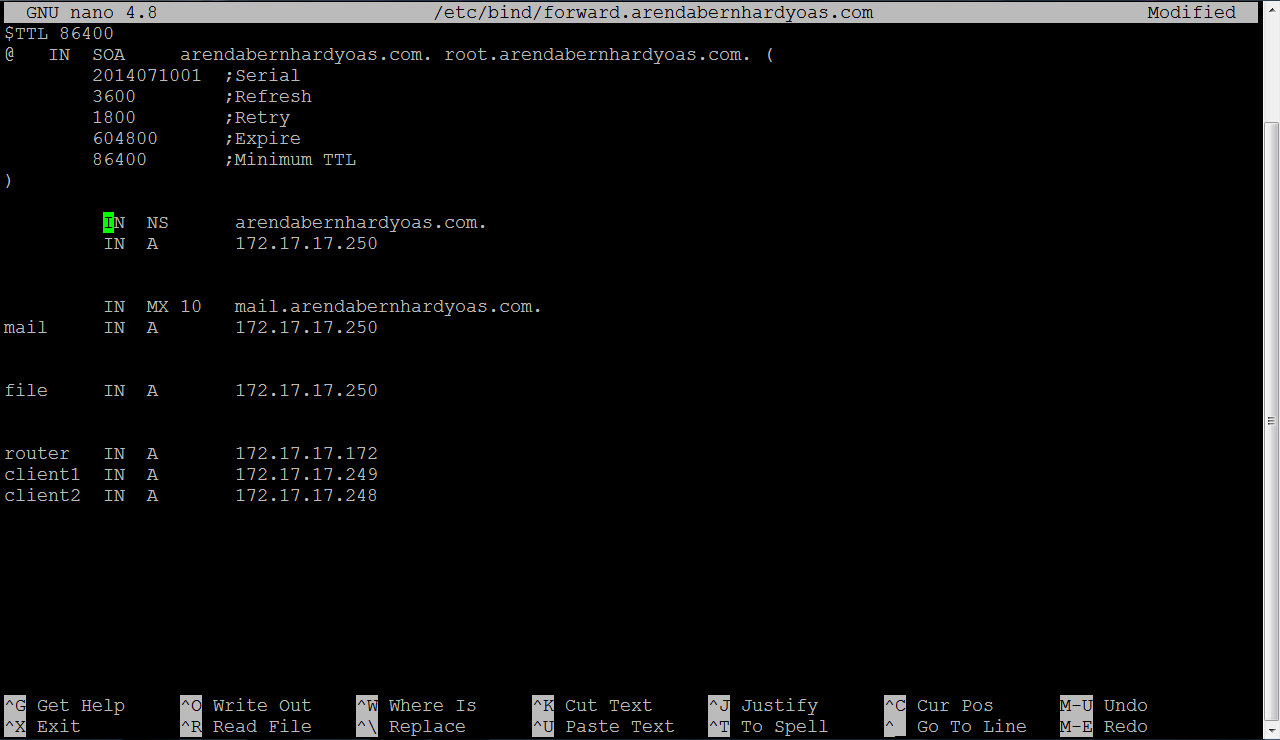 GNU nano 4.8 /etc/bind/forward.arendabernhardyoas.com Modified
$TTL 86400
@ IN SOA arendabernhardyoas.com. root.arendabernhardyoas.com. (
2014071001 ;Serial
3600 ;Refresh
1800 ;Retry
604800 ;Expire
86400 ;Minimum TTL
)
IN NS arendabernhardyoas.com.
IN A 172.17.17.250
IN MX 10 mail.arendabernhardyoas.com.
mail IN A 172.17.17.250
file IN A 172.17.17.250
router IN A 172.17.17.172
client1 IN A 172.17.17.249
client2 IN A 172.17.17.248
^G Get Help ^O Write Out ^W Where Is ^K Cut Text ^J Justify ^C Cur Pos M-U Undo
^X Exit ^R Read File ^\ Replace ^U Paste Text ^T To Spell ^ Go To Line M-E Redo